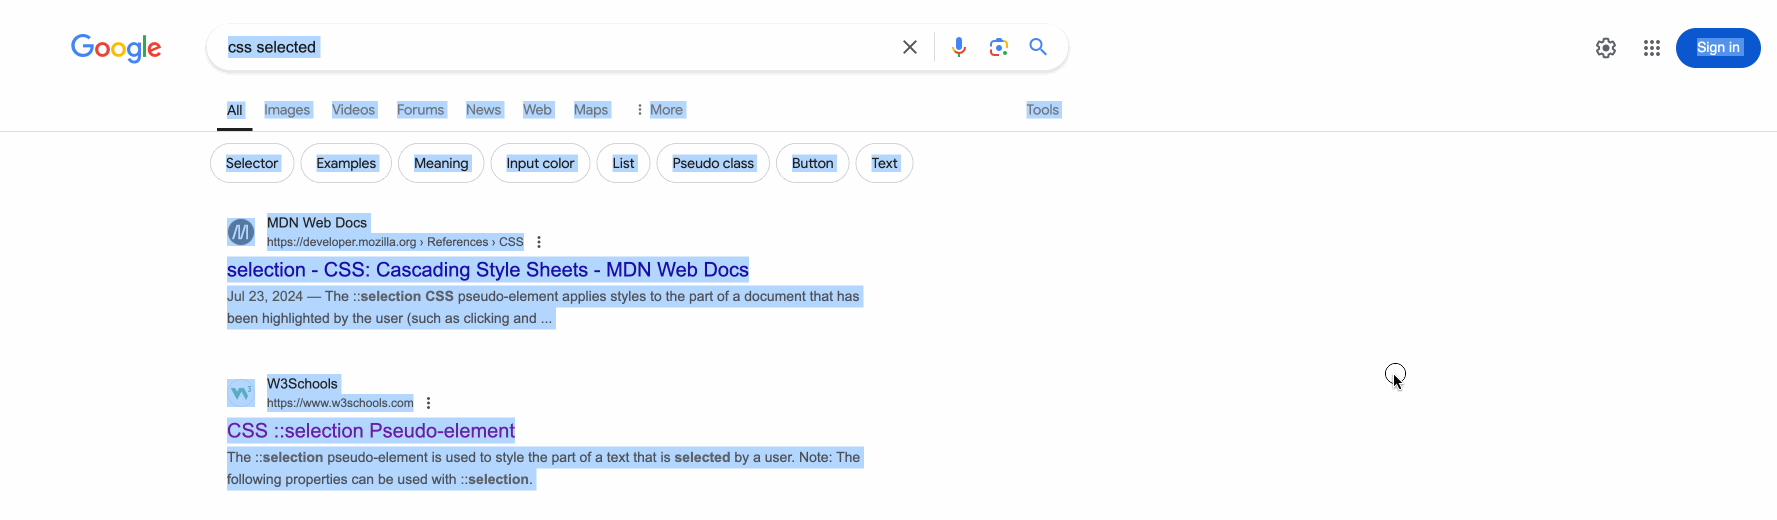 Google
css selected
Sign in
All Images Videos Forums News Web Maps More Tools
Selector Examples Meaning Input color List Pseudo class Button Text
MDN Web Docs
https://developer.mozilla.org › References › CSS
selection - CSS: Cascading Style Sheets - MDN Web Docs
Jul 23, 2024 — The ::selection CSS pseudo-element applies styles to the part of a document that has
been highlighted by the user (such as clicking and ...
W3Schools
https://www.w3schools.com
CSS ::selection Pseudo-element
The ::selection pseudo-element is used to style the part of a text that is selected by a user. Note: The
following properties can be used with ::selection.